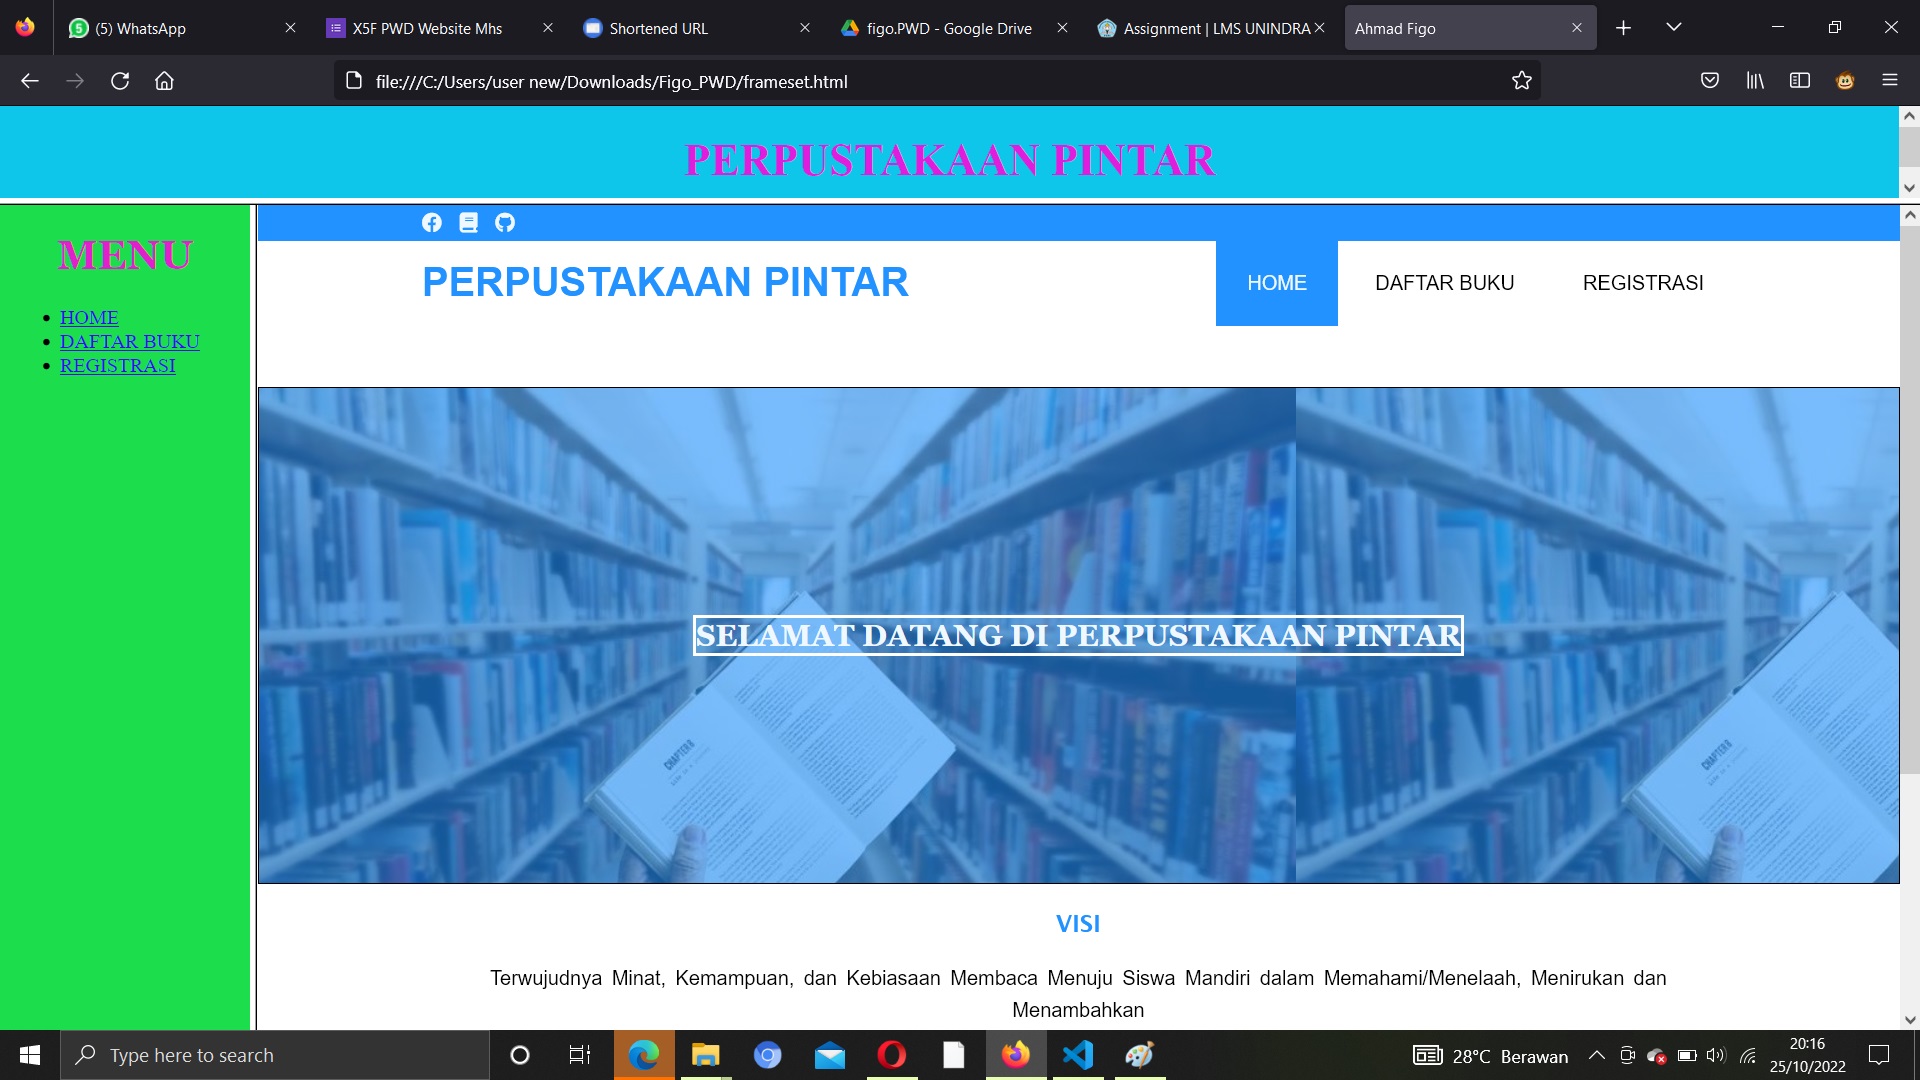 (5) WhatsApp
X5F PWD Website Mhs
Shortened URL
figo.PWD - Google Drive
Assignment | LMS UNINDRA
Ahmad Figo
file:///C:/Users/user new/Downloads/Figo_PWD/frameset.html
PERPUSTAKAAN PINTAR
MENU
HOME
DAFTAR BUKU
REGISTRASI
PERPUSTAKAAN PINTAR
HOME
DAFTAR BUKU
REGISTRASI
SELAMAT DATANG DI PERPUSTAKAAN PINTAR
CHAPTER 8
CHAPTER 8
VISI
Terwujudnya Minat, Kemampuan, dan Kebiasaan Membaca Menuju Siswa Mandiri dalam Memahami/Menelaah, Menirukan dan
Menambahkan
Type here to search
28°C Berawan
20:16
25/10/2022